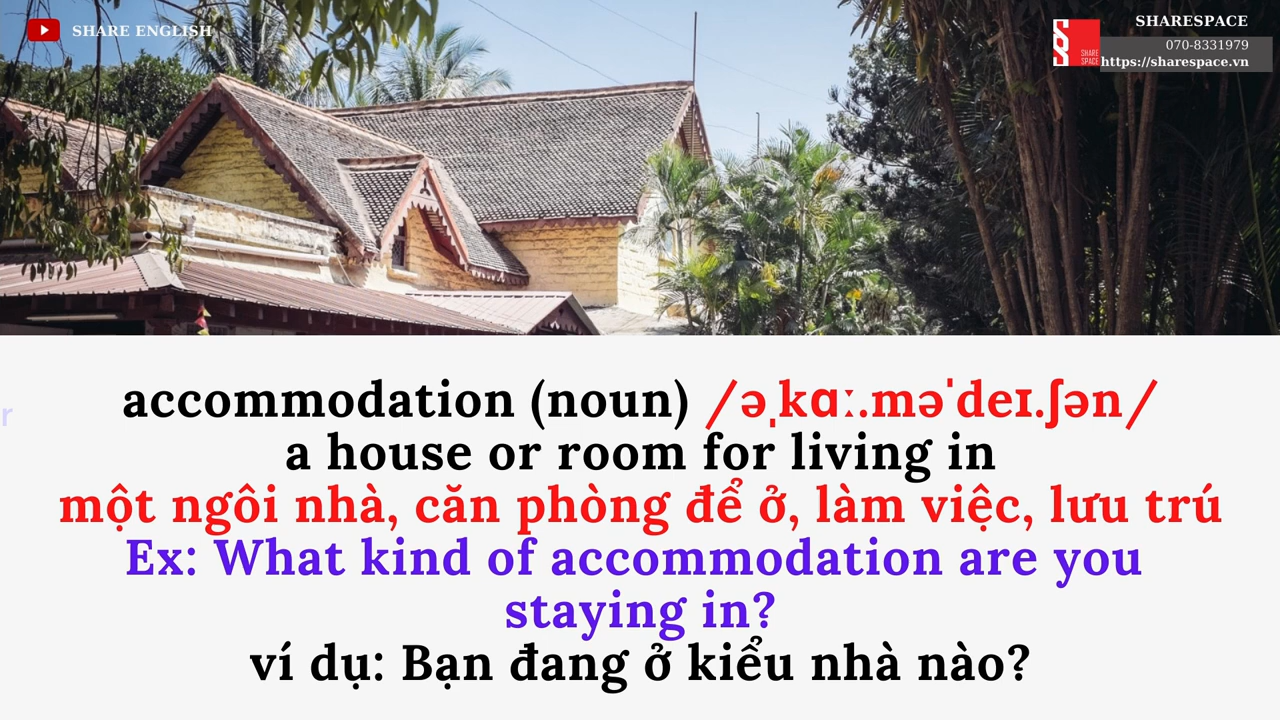 SHARE ENGLISH
SHARESPACE
070-8331979
https://sharespace.vn
SHARE
SPACE
accommodation (noun) /əˌkɑː.məˈdeɪ.ʃən/
a house or room for living in
một ngôi nhà, căn phòng để ở, làm việc, lưu trú
Ex: What kind of accommodation are you
staying in?
ví dụ: Bạn đang ở kiểu nhà nào?
r